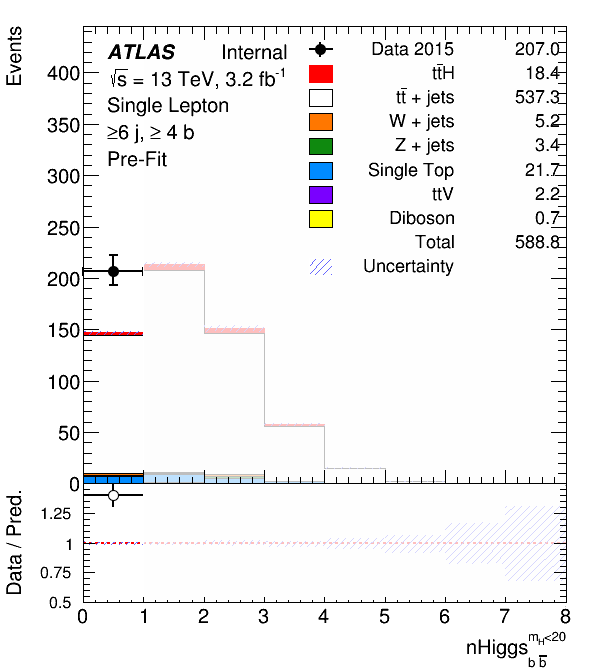 Events
ATLAS Internal
√s = 13 TeV, 3.2 fb-1
Single Lepton
≥6 j, ≥ 4 b
Pre-Fit
Data 2015 207.0
tt̄H 18.4
tt̄ + jets 537.3
W + jets 5.2
Z + jets 3.4
Single Top 21.7
ttV 2.2
Diboson 0.7
Total 588.8
Uncertainty
400
350
300
250
200
150
100
50
0
Data / Pred.
1.25
1
0.75
0.5
0 1 2 3 4 5 6 7 8
nHiggs mH<20 b b̄